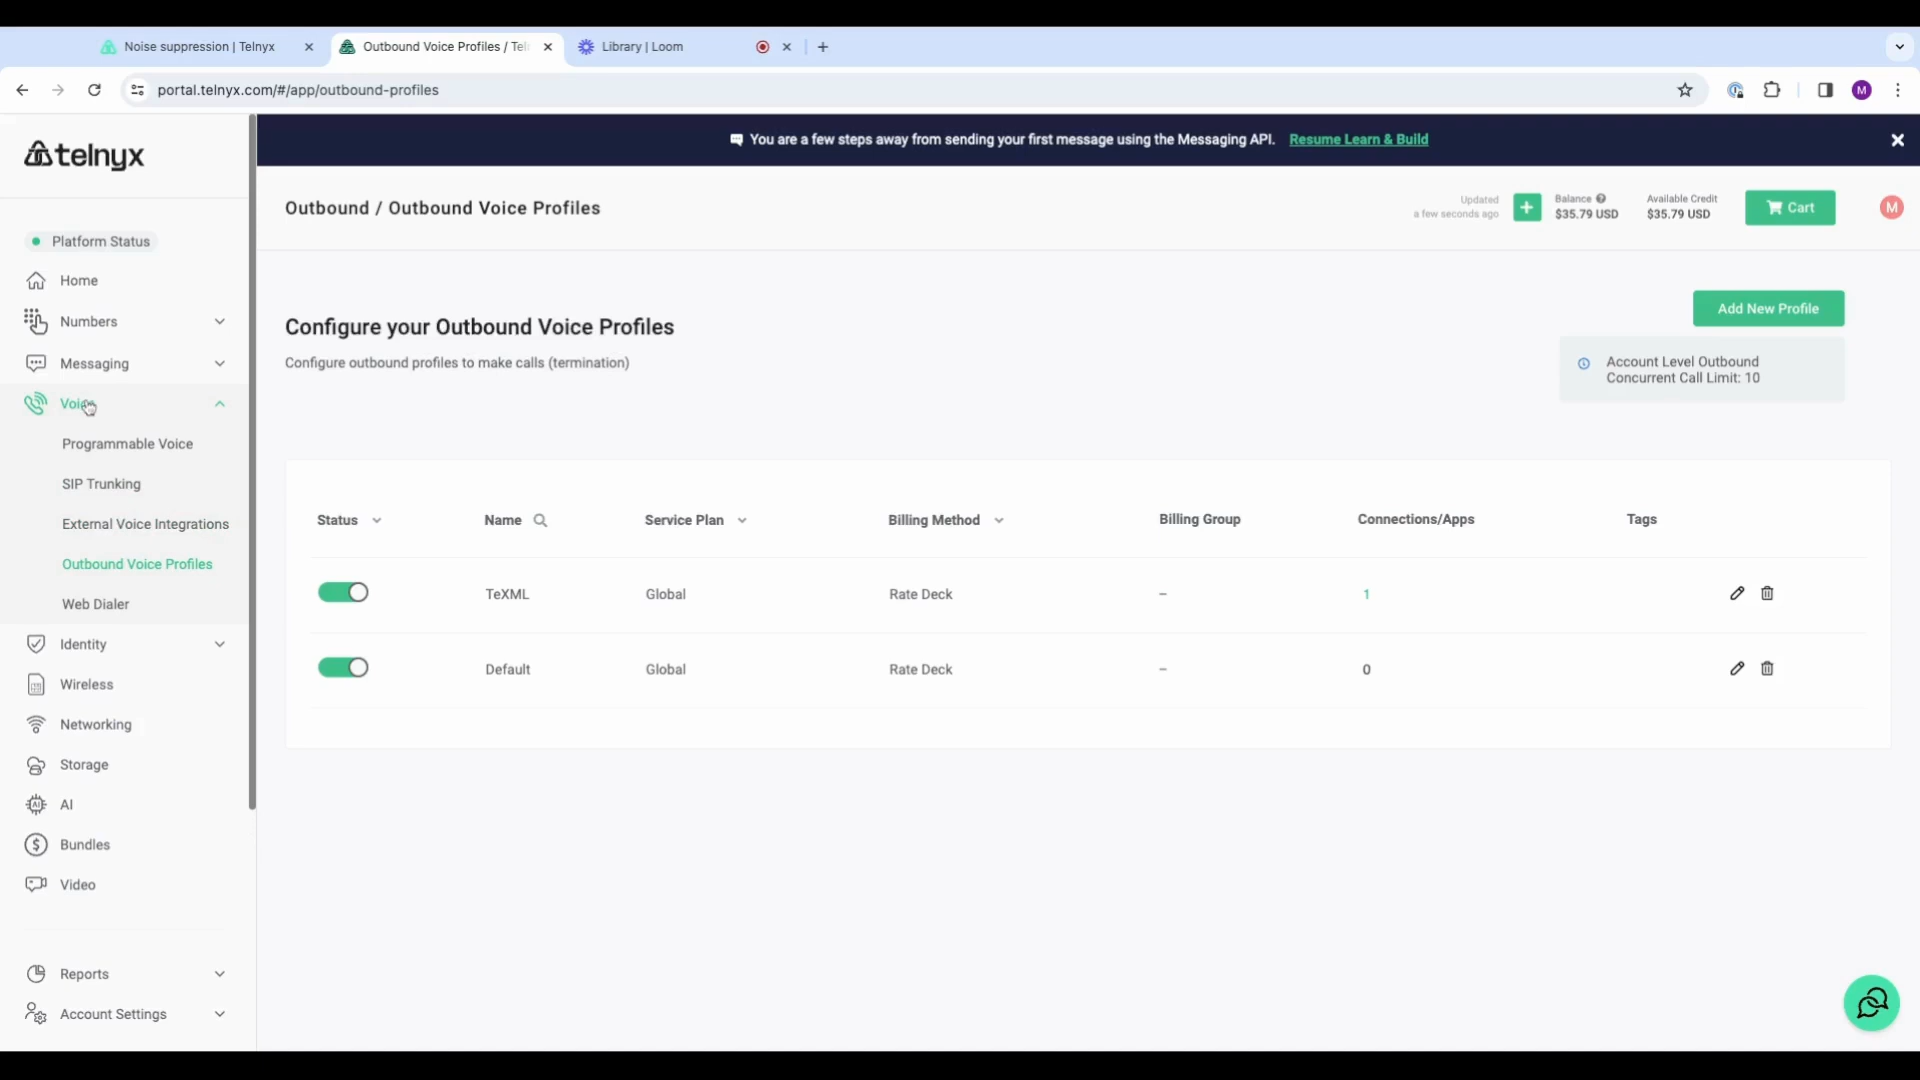 Noise suppression | Telnyx
Outbound Voice Profiles / Tel
Library | Loom
portal.telnyx.com/#/app/outbound-profiles
M
telnyx
You are a few steps away from sending your first message using the Messaging API. Resume Learn & Build
Outbound / Outbound Voice Profiles
Updated
a few seconds ago
Balance
$35.79 USD
Available Credit
$35.79 USD
Cart
M
Platform Status
Home
Numbers
Messaging
Programmable Voice
SIP Trunking
External Voice Integrations
Outbound Voice Profiles
Web Dialer
Identity
Wireless
Networking
Storage
AI
Bundles
Video
Reports
Account Settings
Configure your Outbound Voice Profiles
Configure outbound profiles to make calls (termination)
Add New Profile
Account Level Outbound
Concurrent Call Limit: 10
Status Name Service Plan Billing Method Billing Group Connections/Apps Tags
TeXML Global Rate Deck – 1
Default Global Rate Deck – 0